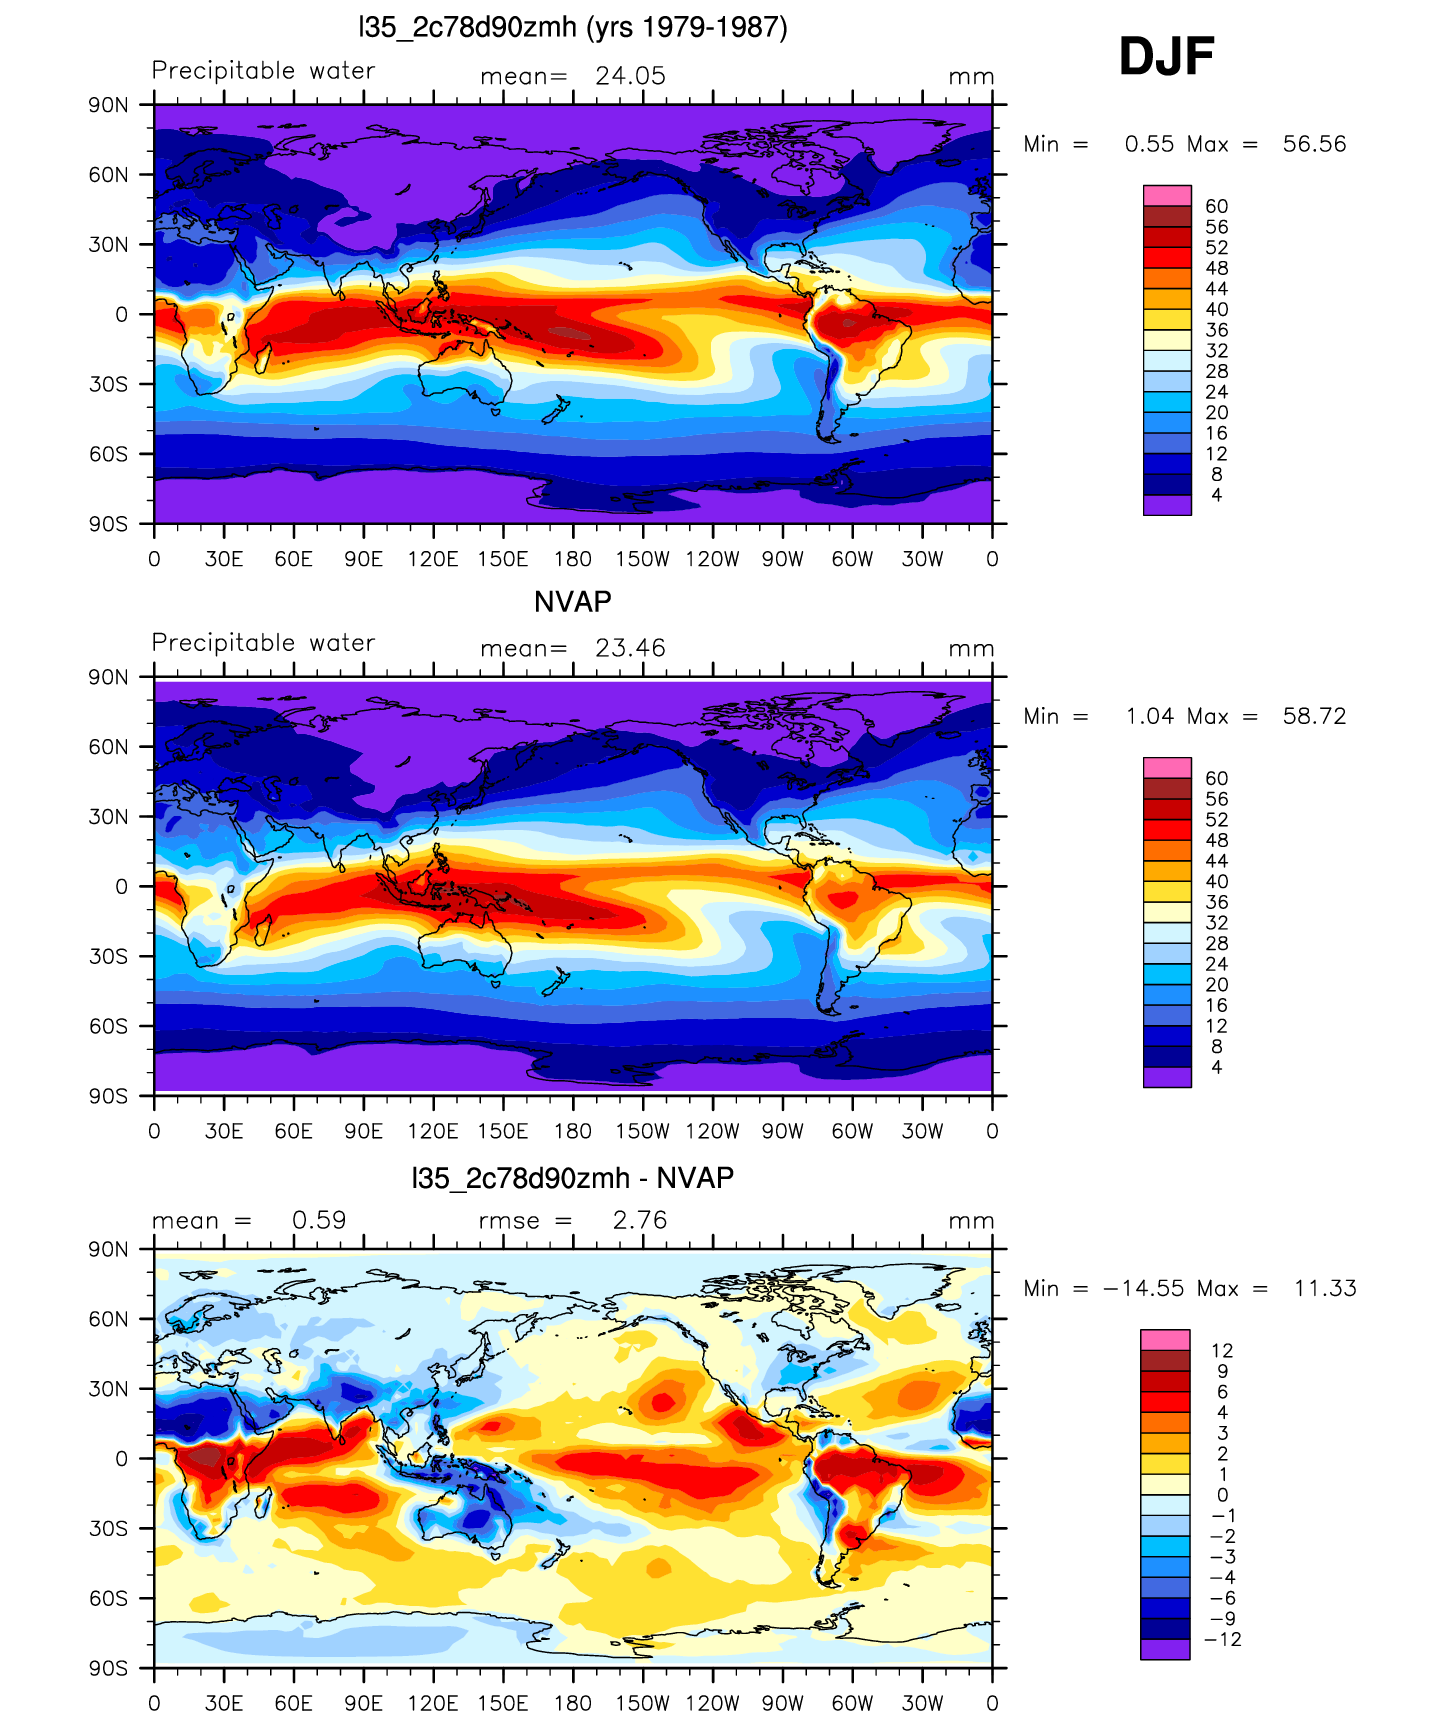 l35_2c78d90zmh (yrs 1979-1987)
DJF
Precipitable water mean= 24.05 mm
Min = 0.55 Max = 56.56
90N
60N
30N
0
30S
60S
90S
0 30E 60E 90E 120E 150E 180 150W 120W 90W 60W 30W 0
60
56
52
48
44
40
36
32
28
24
20
16
12
8
4
NVAP
Precipitable water mean= 23.46 mm
Min = 1.04 Max = 58.72
90N
60N
30N
0
30S
60S
90S
0 30E 60E 90E 120E 150E 180 150W 120W 90W 60W 30W 0
60
56
52
48
44
40
36
32
28
24
20
16
12
8
4
l35_2c78d90zmh - NVAP
mean = 0.59 rmse = 2.76 mm
Min = -14.55 Max = 11.33
90N
60N
30N
0
30S
60S
90S
0 30E 60E 90E 120E 150E 180 150W 120W 90W 60W 30W 0
12
9
6
4
3
2
1
0
-1
-2
-3
-4
-6
-9
-12